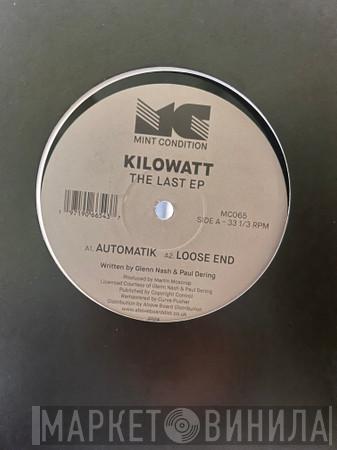 MC
MINT CONDITION
KILOWATT
THE LAST EP
MC065
SIDE A - 33 1/3 RPM
A1. AUTOMATIK A2. LOOSE END
Written by Glenn Nash & Paul Dering
Produced by Martin
Licensed Courtesy of Glenn Nash & Paul Dering
Published by Copyright Control
Remastered by Curve Pusher
Distribution by Above Board Distribution
www.aboveboarddist.co.uk
МАРКЕТ ВИНИЛА